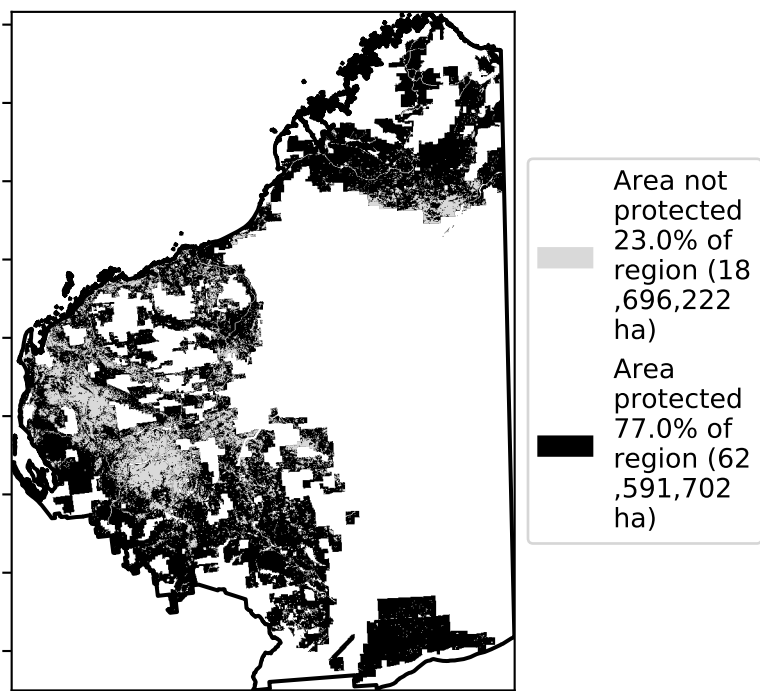 Area not
protected
23.0% of
region (18
,696,222
ha)
Area
protected
77.0% of
region (62
,591,702
ha)